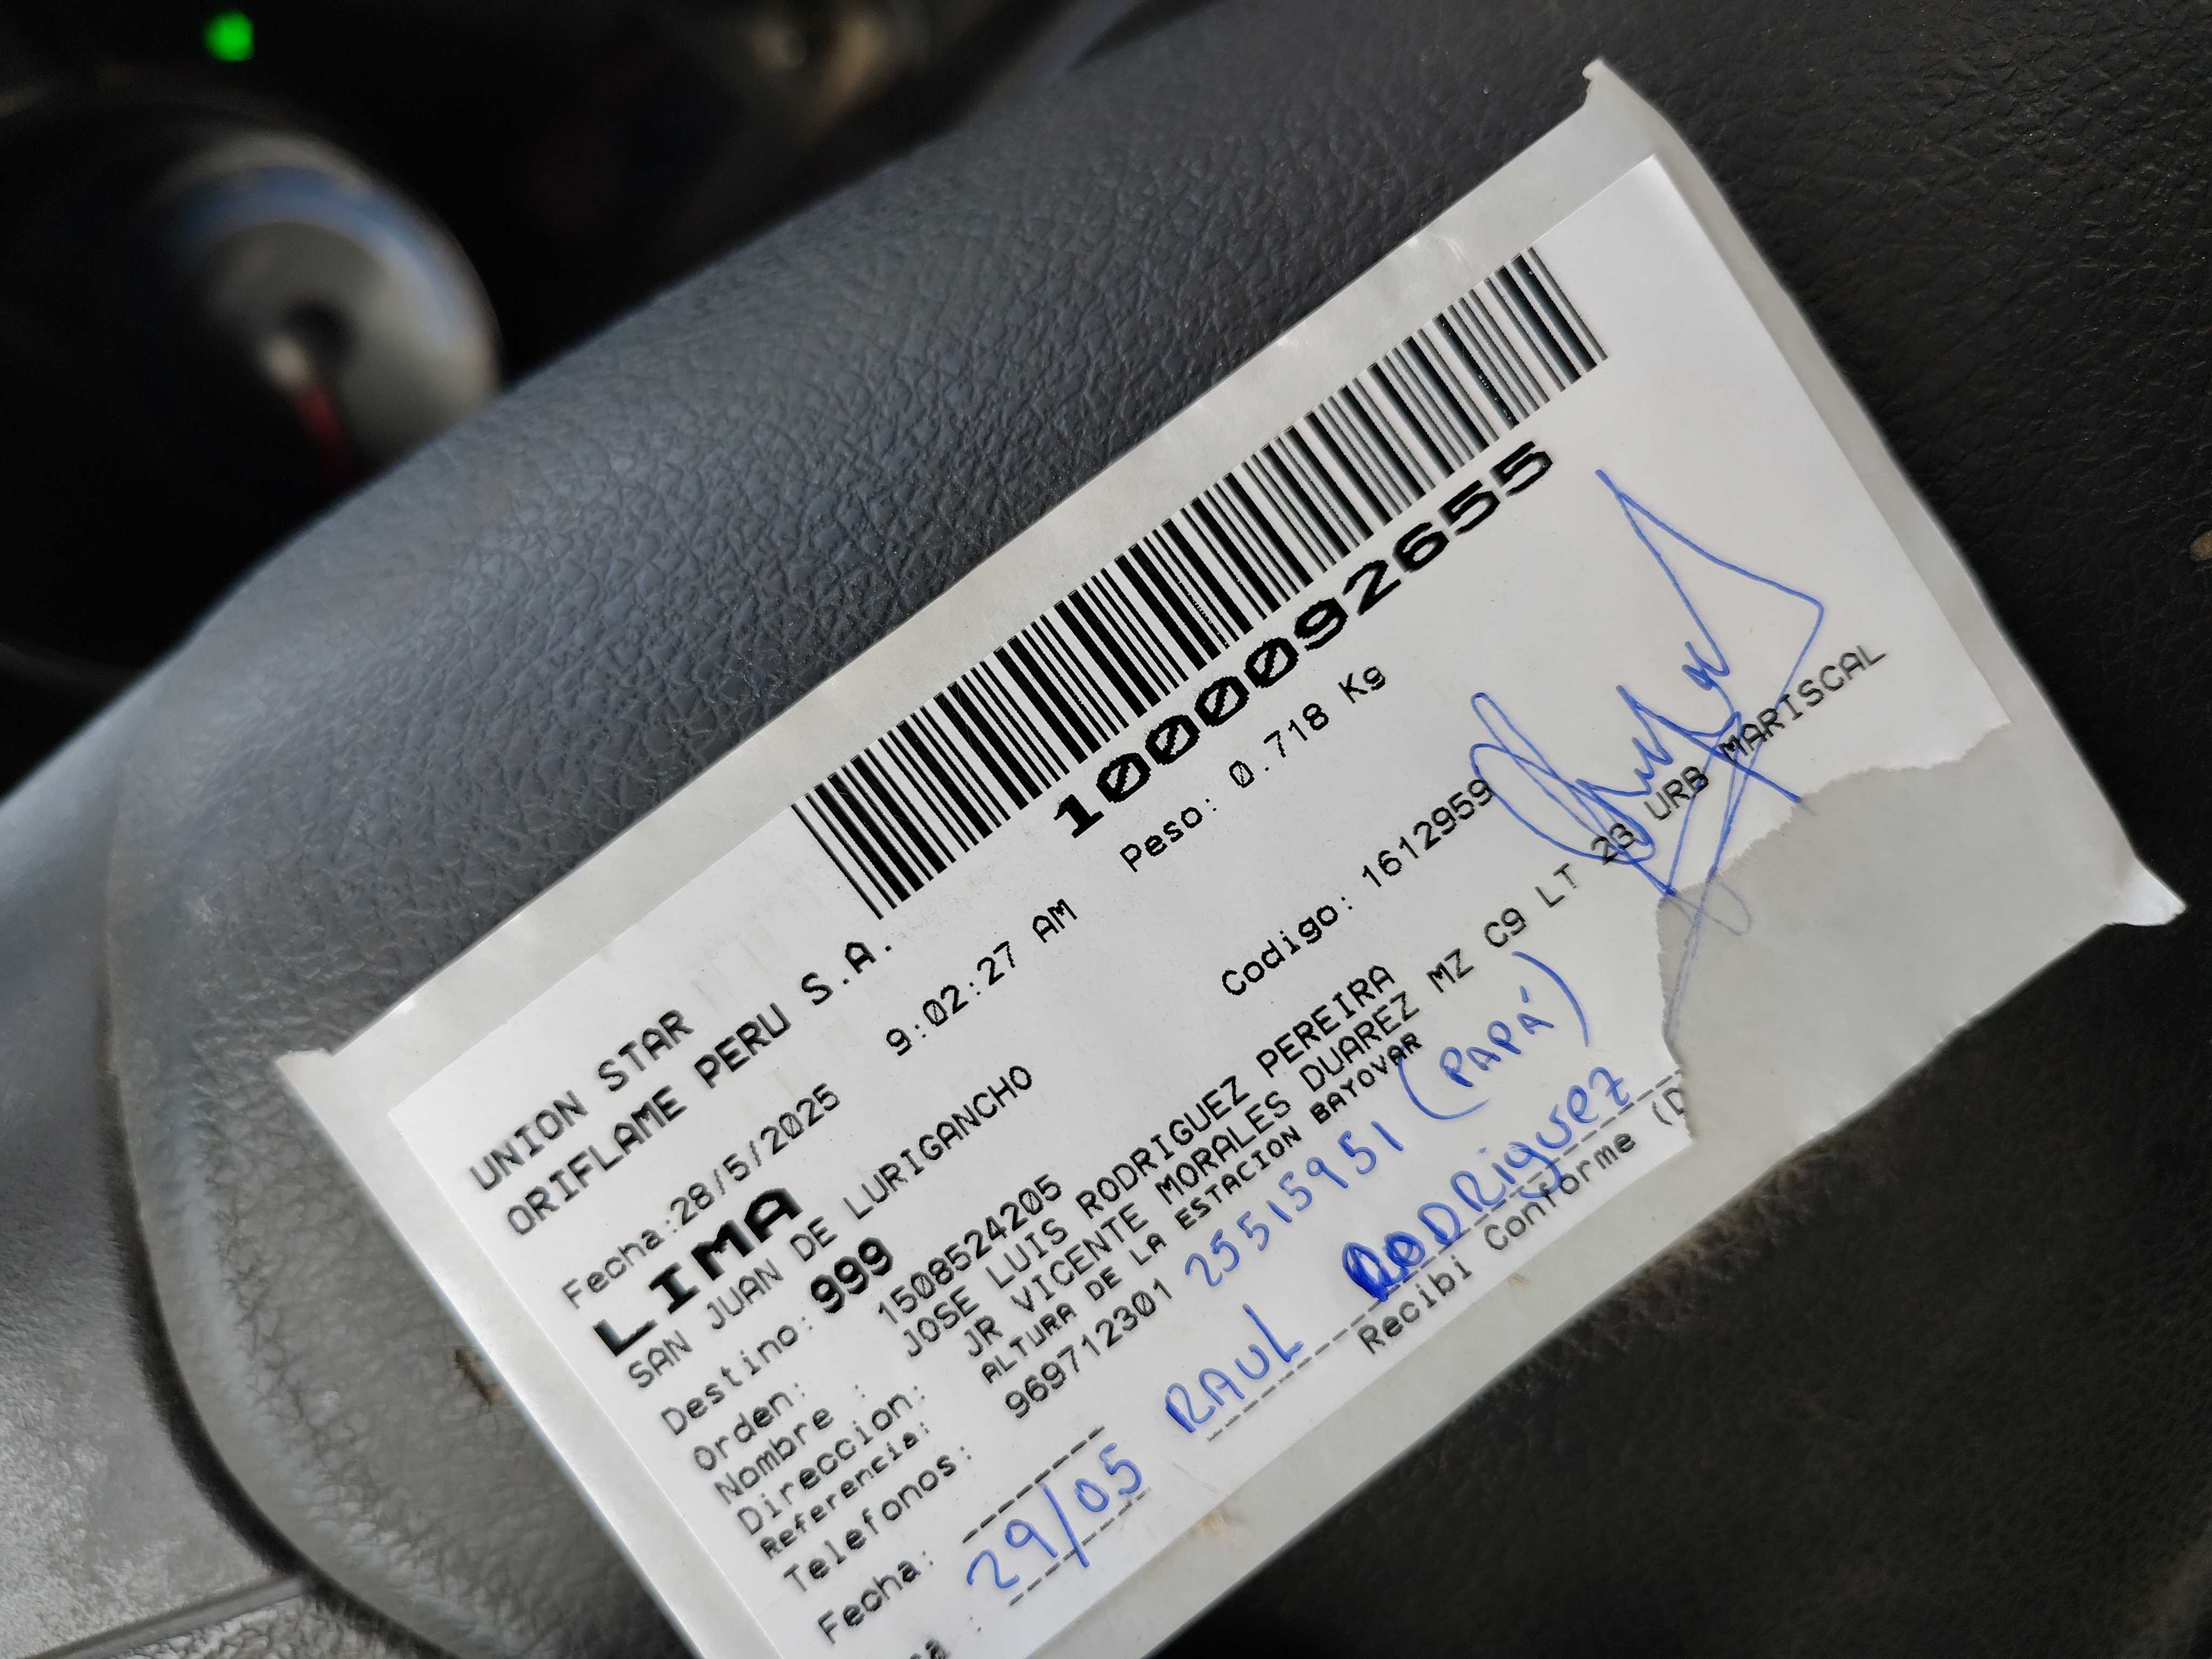 10000092655
UNION STAR
ORIFLAME PERU S.A.
Fecha:28/5/2025 9:02:27 AM Peso: 0.718 Kg
LIMA
SAN JUAN DE LURIGANCHO
Destino: 999 Codigo: 1612959
Orden: 1508524205
Nombre : JOSE LUIS RODRIGUEZ PEREIRA
Direccion: JR VICENTE MORALES DUAREZ MZ C9 LT 23 URB MARISCAL
Referencia: ALTURA DE LA ESTACION BAYOVAR
Telefonos: 969712301 25515951 (PAPÁ)
Fecha: 29/05 RAUL RODRIguez
Recibi Conforme (D